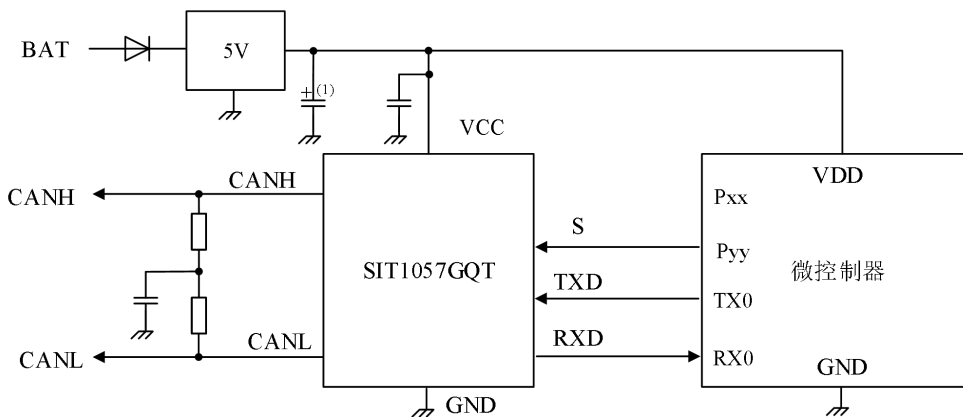 BAT
5V
+(1)
VCC
CANH
CANH
SIT1057GQT
S
TXD
RXD
VDD
Pxx
Pyy
TX0
RX0
微控制器
GND
CANL
CANL
GND